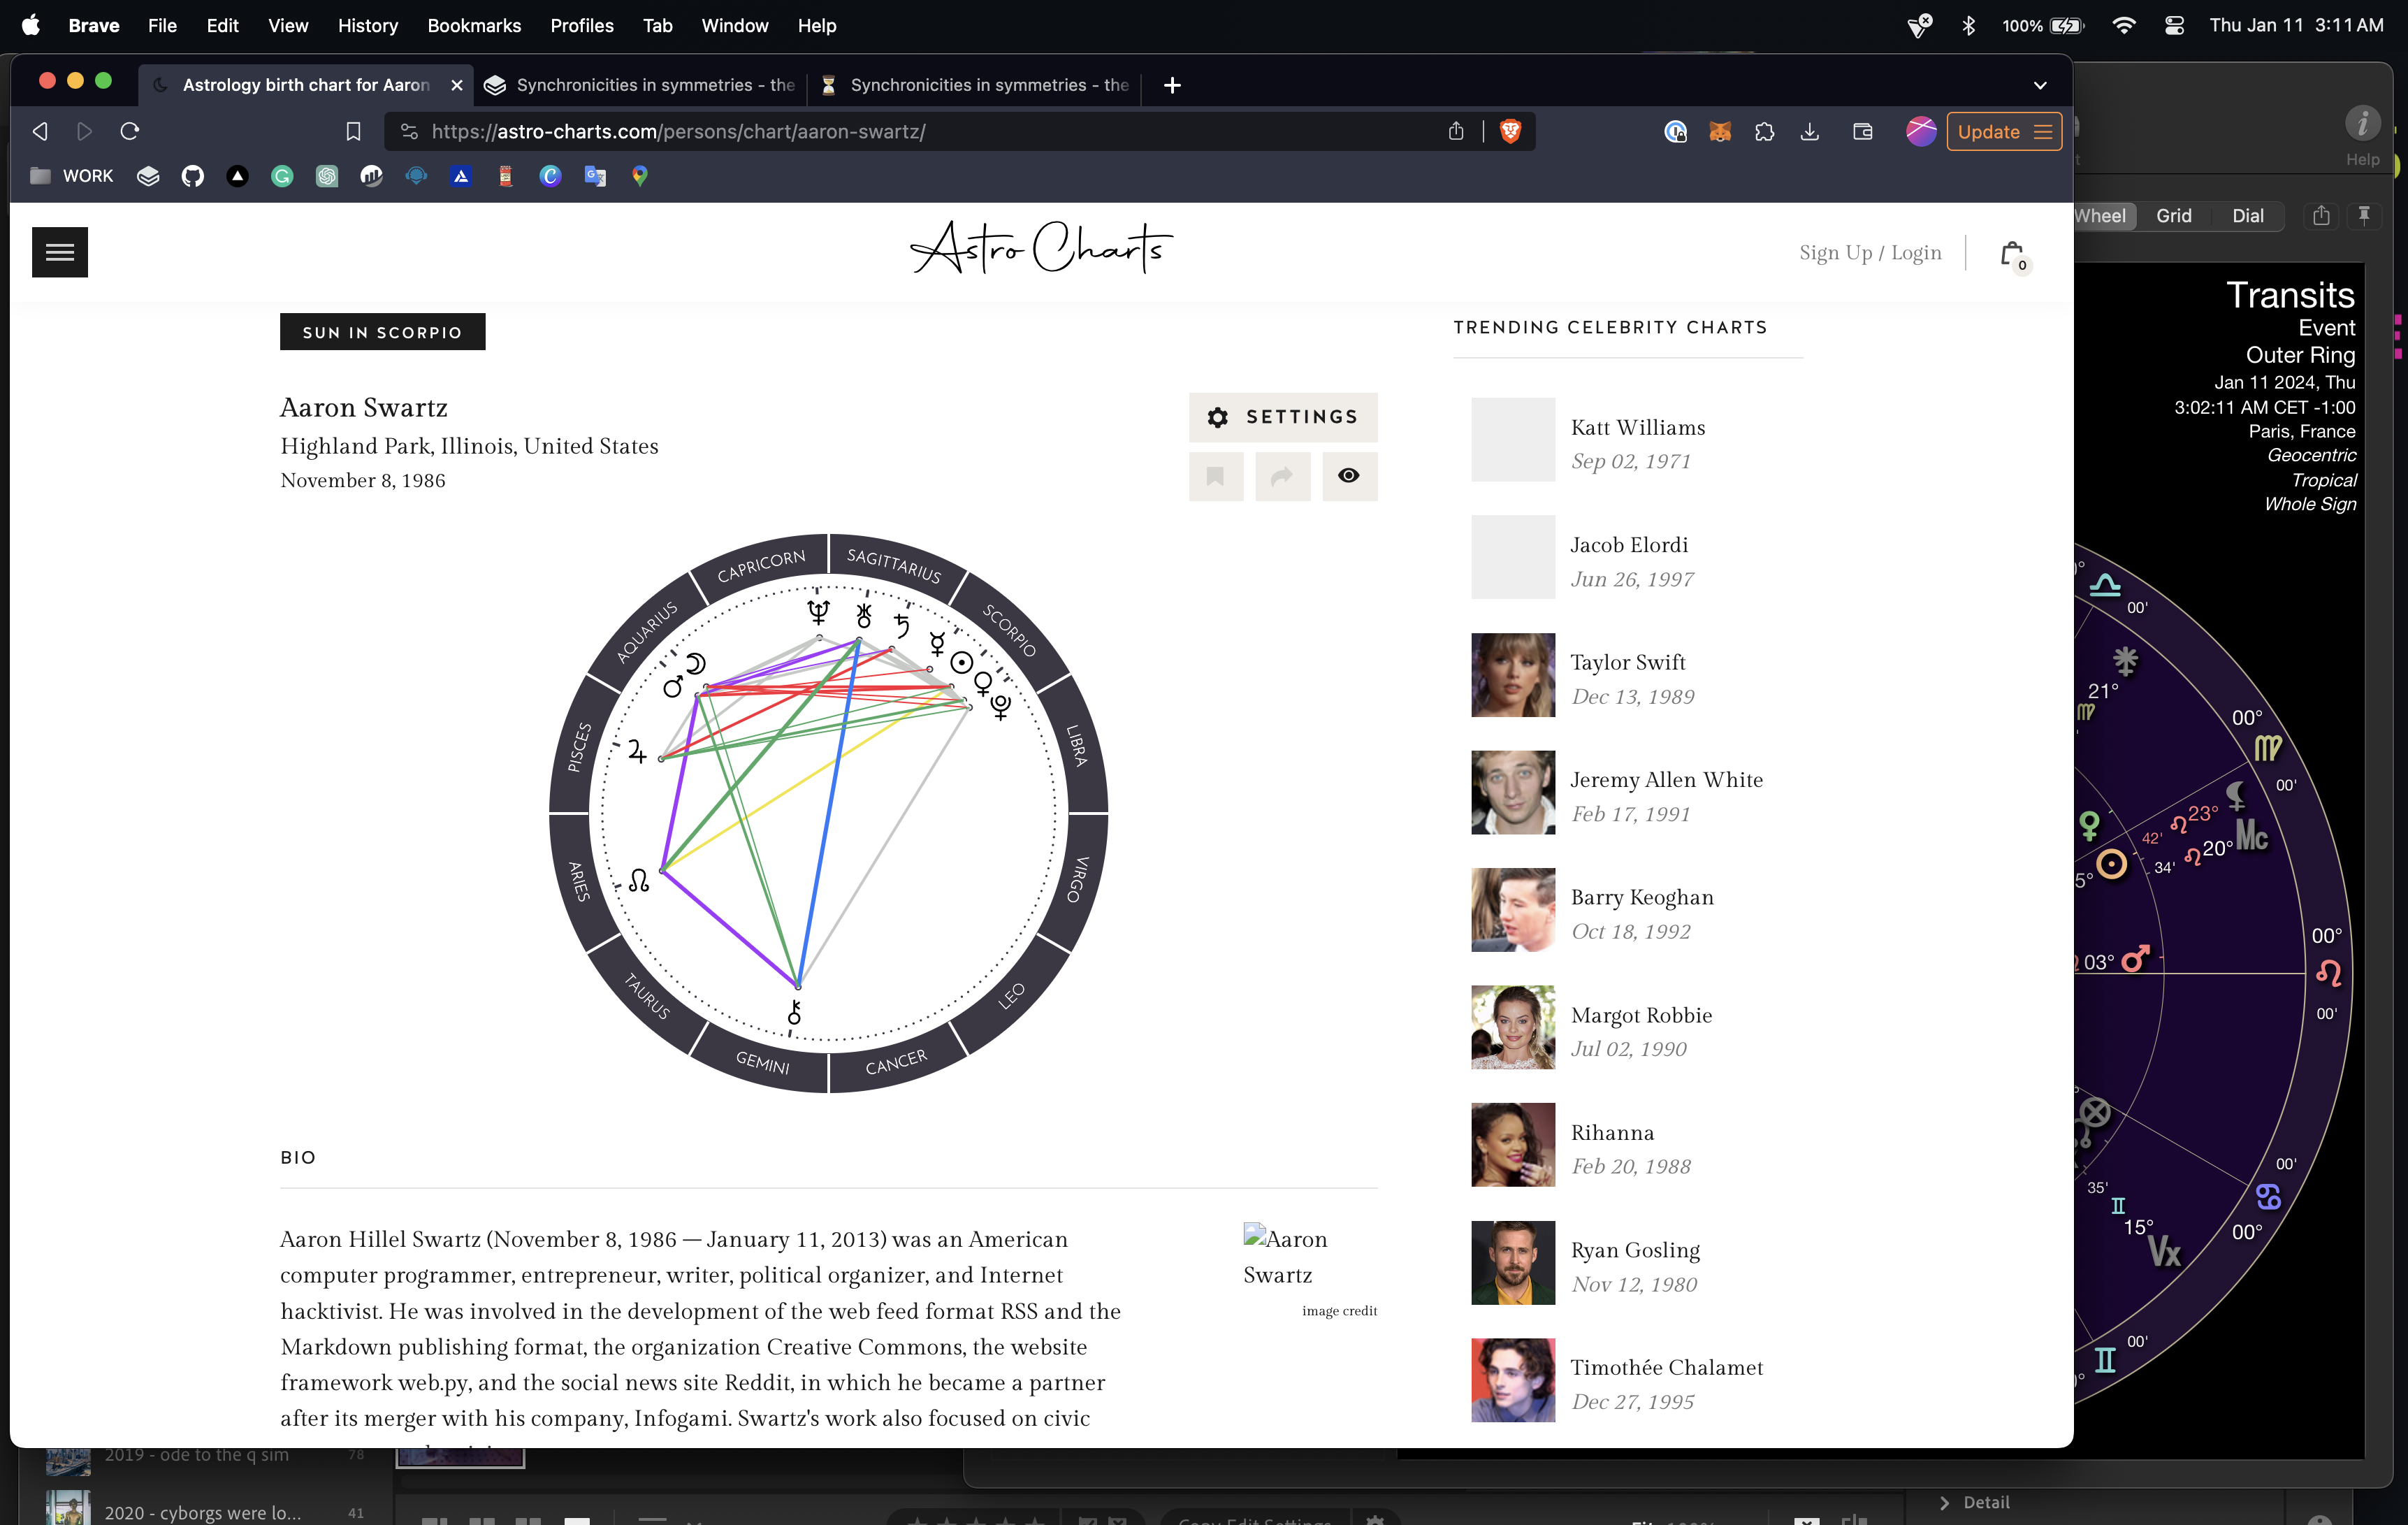 Brave File Edit View History Bookmarks Profiles Tab Window Help 100% Thu Jan 11 3:11 AM
Astrology birth chart for Aaron Synchronicities in symmetries - the Synchronicities in symmetries - the
https://astro-charts.com/persons/chart/aaron-swartz/ Update
WORK
Astro Charts
Sign Up / Login
0
SUN IN SCORPIO
Aaron Swartz
Highland Park, Illinois, United States
November 8, 1986
SETTINGS
CAPRICORN
SAGITTARIUS
AQUARIUS
SCORPIO
PISCES
LIBRA
ARIES
VIRGO
TAURUS
LEO
GEMINI
CANCER
BIO
Aaron Hillel Swartz (November 8, 1986 — January 11, 2013) was an American
computer programmer, entrepreneur, writer, political organizer, and Internet
hacktivist. He was involved in the development of the web feed format RSS and the
Markdown publishing format, the organization Creative Commons, the website
framework web.py, and the social news site Reddit, in which he became a partner
after its merger with his company, Infogami. Swartz's work also focused on civic
Aaron
Swartz
image credit
TRENDING CELEBRITY CHARTS
Katt Williams
Sep 02, 1971
Jacob Elordi
Jun 26, 1997
Taylor Swift
Dec 13, 1989
Jeremy Allen White
Feb 17, 1991
Barry Keoghan
Oct 18, 1992
Margot Robbie
Jul 02, 1990
Rihanna
Feb 20, 1988
Ryan Gosling
Nov 12, 1980
Timothée Chalamet
Dec 27, 1995
Help
Wheel Grid Dial
Transits
Event
Outer Ring
Jan 11 2024, Thu
3:02:11 AM CET -1:00
Paris, France
Geocentric
Tropical
Whole Sign
00'
21°
00°
00'
23°
42'
20° Mc
34'
5°
00°
03°
00'
00'
35'
00°
15°
Vx
00'
2019 - ode to the q sim 78
2020 - cyborgs were lo... 41
Copy Edit Settings
Detail